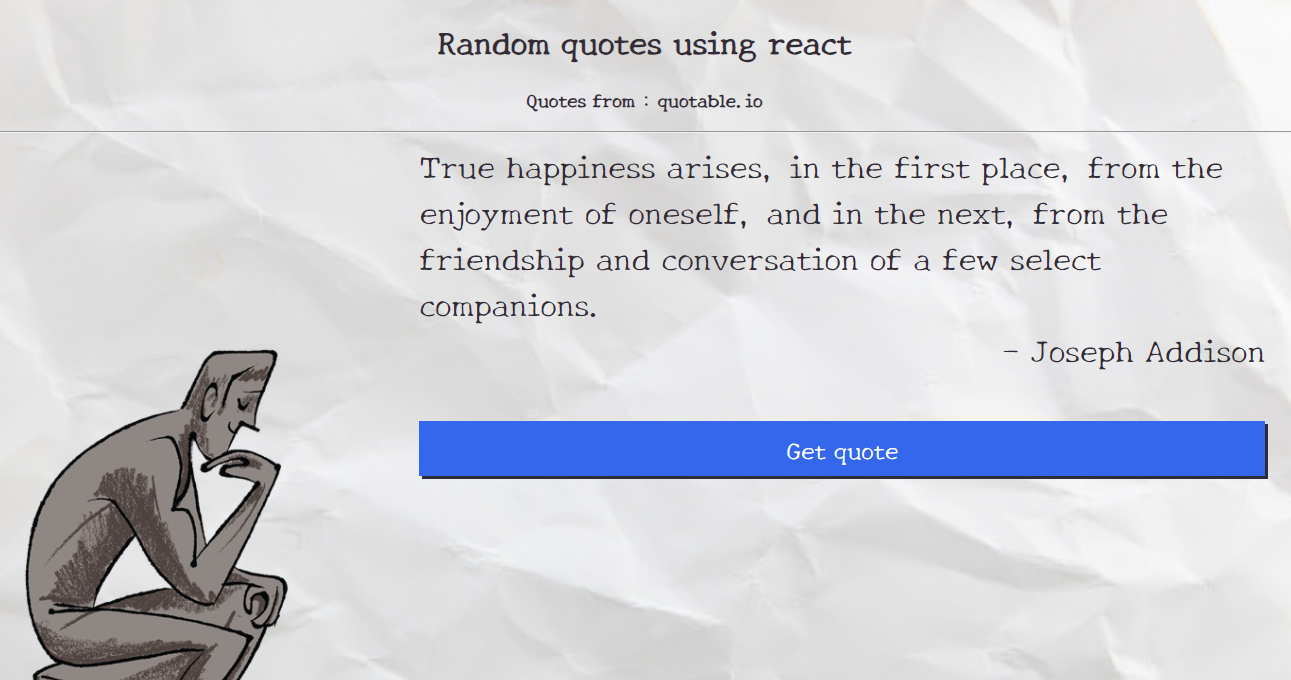 Random quotes using react
Quotes from : quotable.io
True happiness arises, in the first place, from the
enjoyment of oneself, and in the next, from the
friendship and conversation of a few select
companions.
- Joseph Addison
Get quote